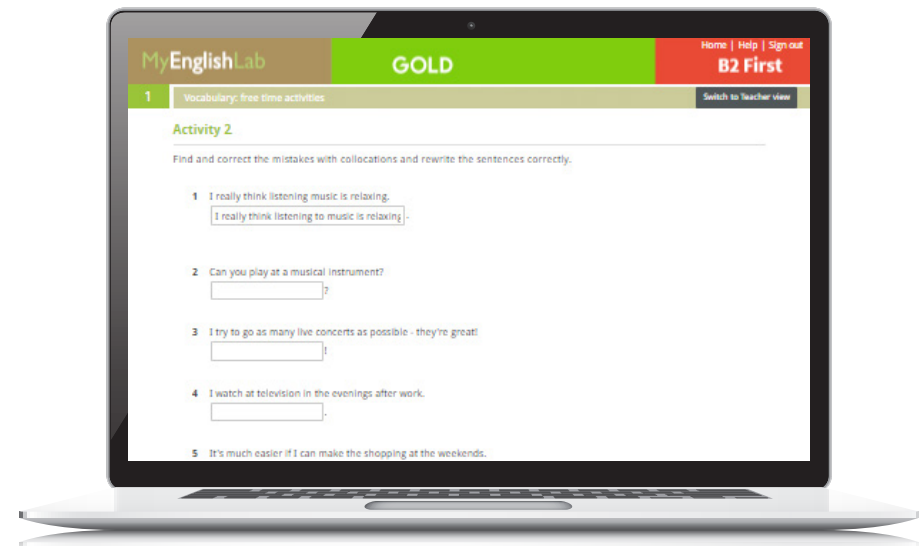 Home | Help | Sign out
MyEnglishLab
GOLD
B2 First
1 Vocabulary: free time activities
Switch to Teacher view
Activity 2
Find and correct the mistakes with collocations and rewrite the sentences correctly.
1 I really think listening music is relaxing.
I really think listening to music is relaxing .
2 Can you play at a musical instrument?
?
3 I try to go as many live concerts as possible - they're great!
!
4 I watch at television in the evenings after work.
.
5 It's much easier if I can make the shopping at the weekends.